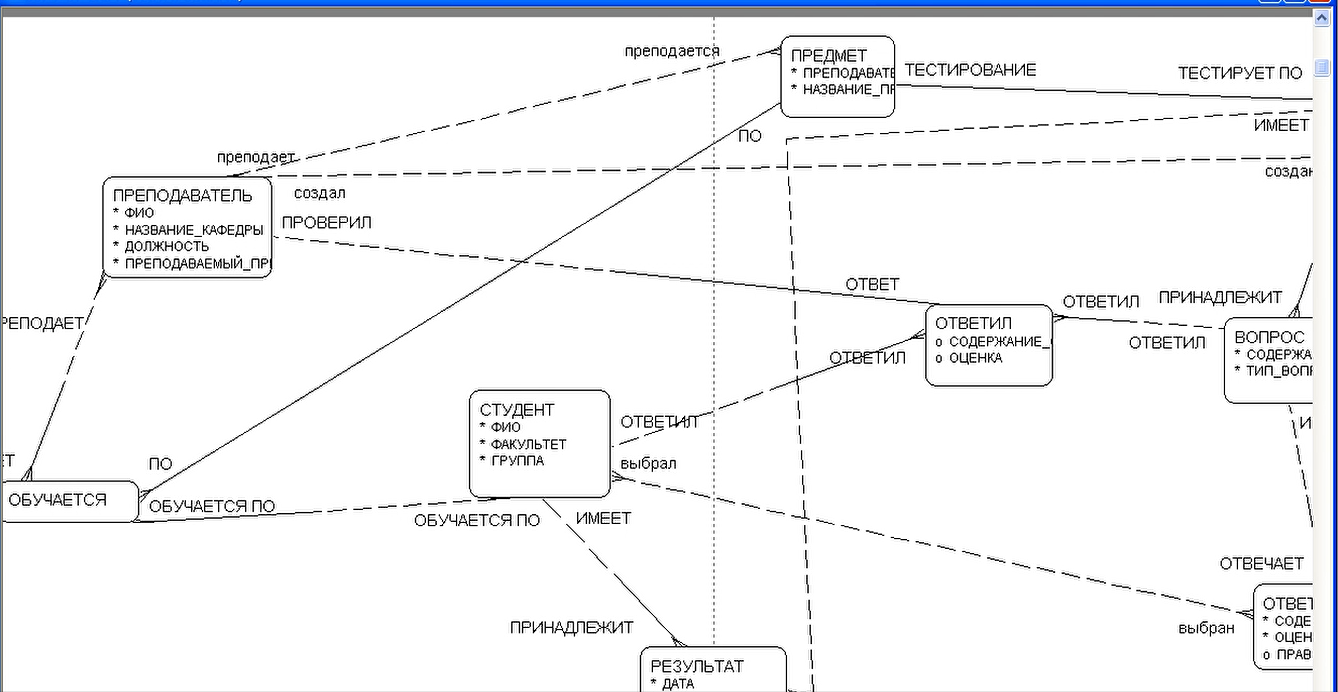 преподается
ПРЕДМЕТ
* ПРЕПОДАВАТЕ
* НАЗВАНИЕ_ПР
ТЕСТИРОВАНИЕ
ТЕСТИРУЕТ ПО
ИМЕЕТ
ПО
преподает
создан
ПРЕПОДАВАТЕЛЬ
* ФИО
* НАЗВАНИЕ_КАФЕДРЫ
* ДОЛЖНОСТЬ
* ПРЕПОДАВАЕМЫЙ_ПРЕ
создал
ПРОВЕРИЛ
ОТВЕТ
ОТВЕТИЛ
ПРИНАДЛЕЖИТ
РЕПОДАЕТ
ОТВЕТИЛ
o СОДЕРЖАНИЕ_
o ОЦЕНКА
ОТВЕТИЛ
ВОПРОС
* СОДЕРЖА
* ТИП_ВОПР
ОТВЕТИЛ
СТУДЕНТ
* ФИО
* ФАКУЛЬТЕТ
* ГРУППА
ОТВЕТИЛ
И
ЕТ
ПО
выбрал
ОБУЧАЕТСЯ
ОБУЧАЕТСЯ ПО
ОБУЧАЕТСЯ ПО
ИМЕЕТ
ОТВЕЧАЕТ
ОТВЕТ
* СОДЕ
* ОЦЕН
o ПРАВ
ПРИНАДЛЕЖИТ
выбран
РЕЗУЛЬТАТ
* ДАТА